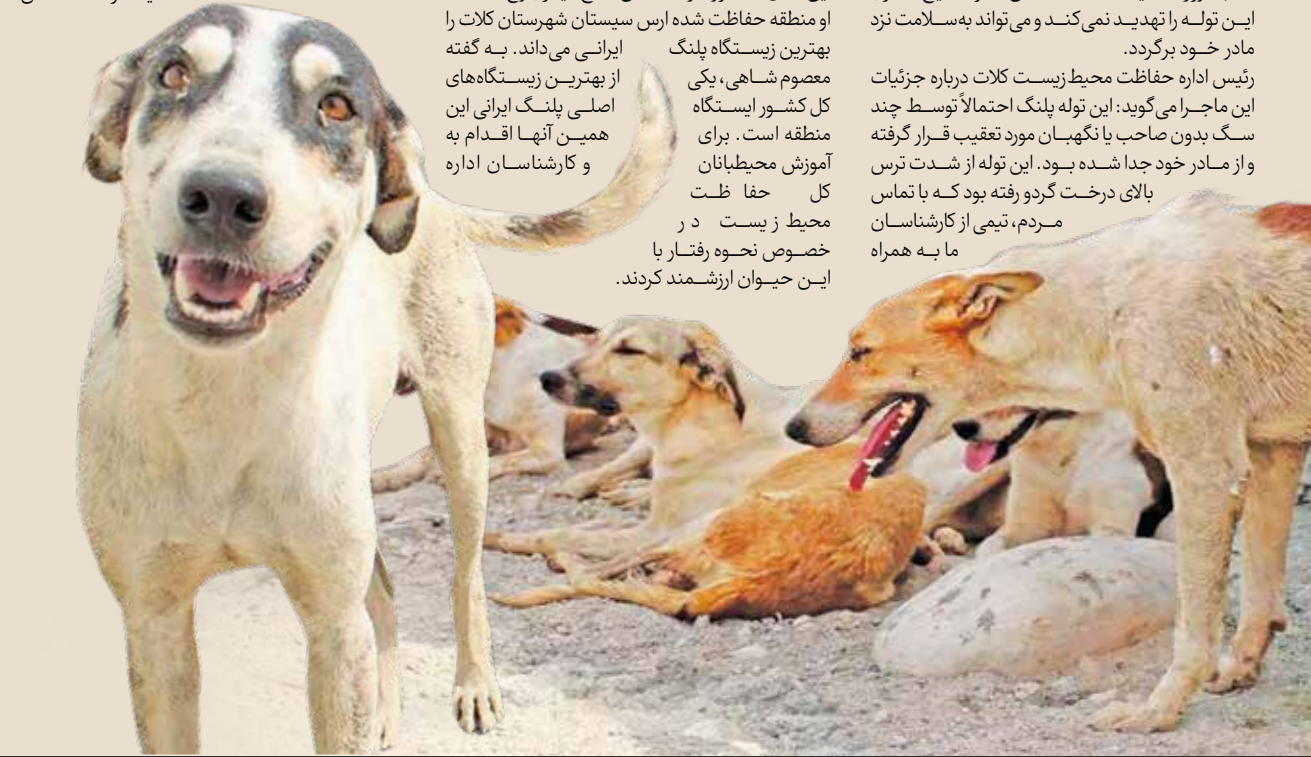 این توله را تهدید نمی‌کند و می‌تواند به‌سلامت نزد
مادر خود برگردد.
رئیس اداره حفاظت محیط زیست کلات درباره جزئیات
این ماجرا می‌گوید: این توله پلنگ احتمالاً توسط چند
سگ بدون صاحب یا نگهبان مورد تعقیب قرار گرفته
و از مادر خود جدا شده بود. این توله از شدت ترس
بالای درخت گردو رفته بود که با تماس
مردم، تیمی از کارشناسان
ما به همراه
او منطقه حفاظت شده ارس سیستان شهرستان کلات را
بهترین زیستگاه پلنگ ایرانی می‌داند. به گفته
معصوم شاهی، یکی از بهترین زیستگاه‌های
کل کشور ایستگاه اصلی پلنگ ایرانی این
منطقه است. برای همین آنها اقدام به
آموزش محیطبانان و کارشناسان اداره
کل حفا ظت
محیط زیست در
خصوص نحوه رفتار با
این حیوان ارزشمند کردند.